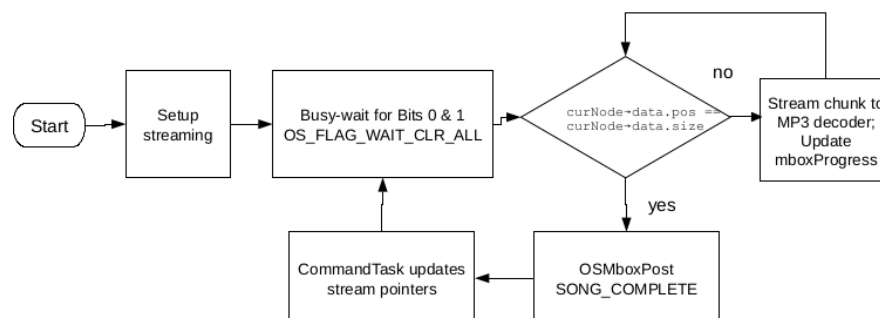 Start
Setup
streaming
Busy-wait for Bits 0 & 1
OS_FLAG_WAIT_CLR_ALL
curNode→data.pos ==
curNode→data.size
no
Stream chunk to
MP3 decoder;
Update
mboxProgress
yes
OSMboxPost
SONG_COMPLETE
CommandTask updates
stream pointers